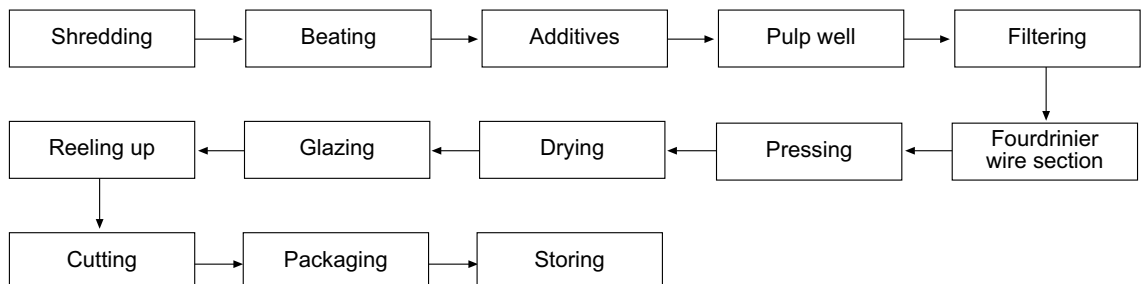 Shredding
Beating
Additives
Pulp well
Filtering
Fourdrinier
wire section
Pressing
Drying
Glazing
Reeling up
Cutting
Packaging
Storing